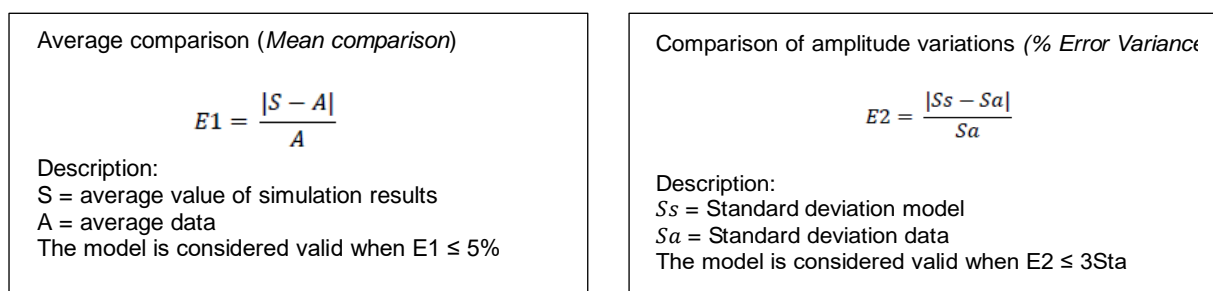 Average comparison (Mean comparison)
E1 = |S − A| / A
Description:
S = average value of simulation results
A = average data
The model is considered valid when E1 ≤ 5%
Comparison of amplitude variations (% Error Variance
E2 = |Ss − Sa| / Sa
Description:
Ss = Standard deviation model
Sa = Standard deviation data
The model is considered valid when E2 ≤ 3Sta